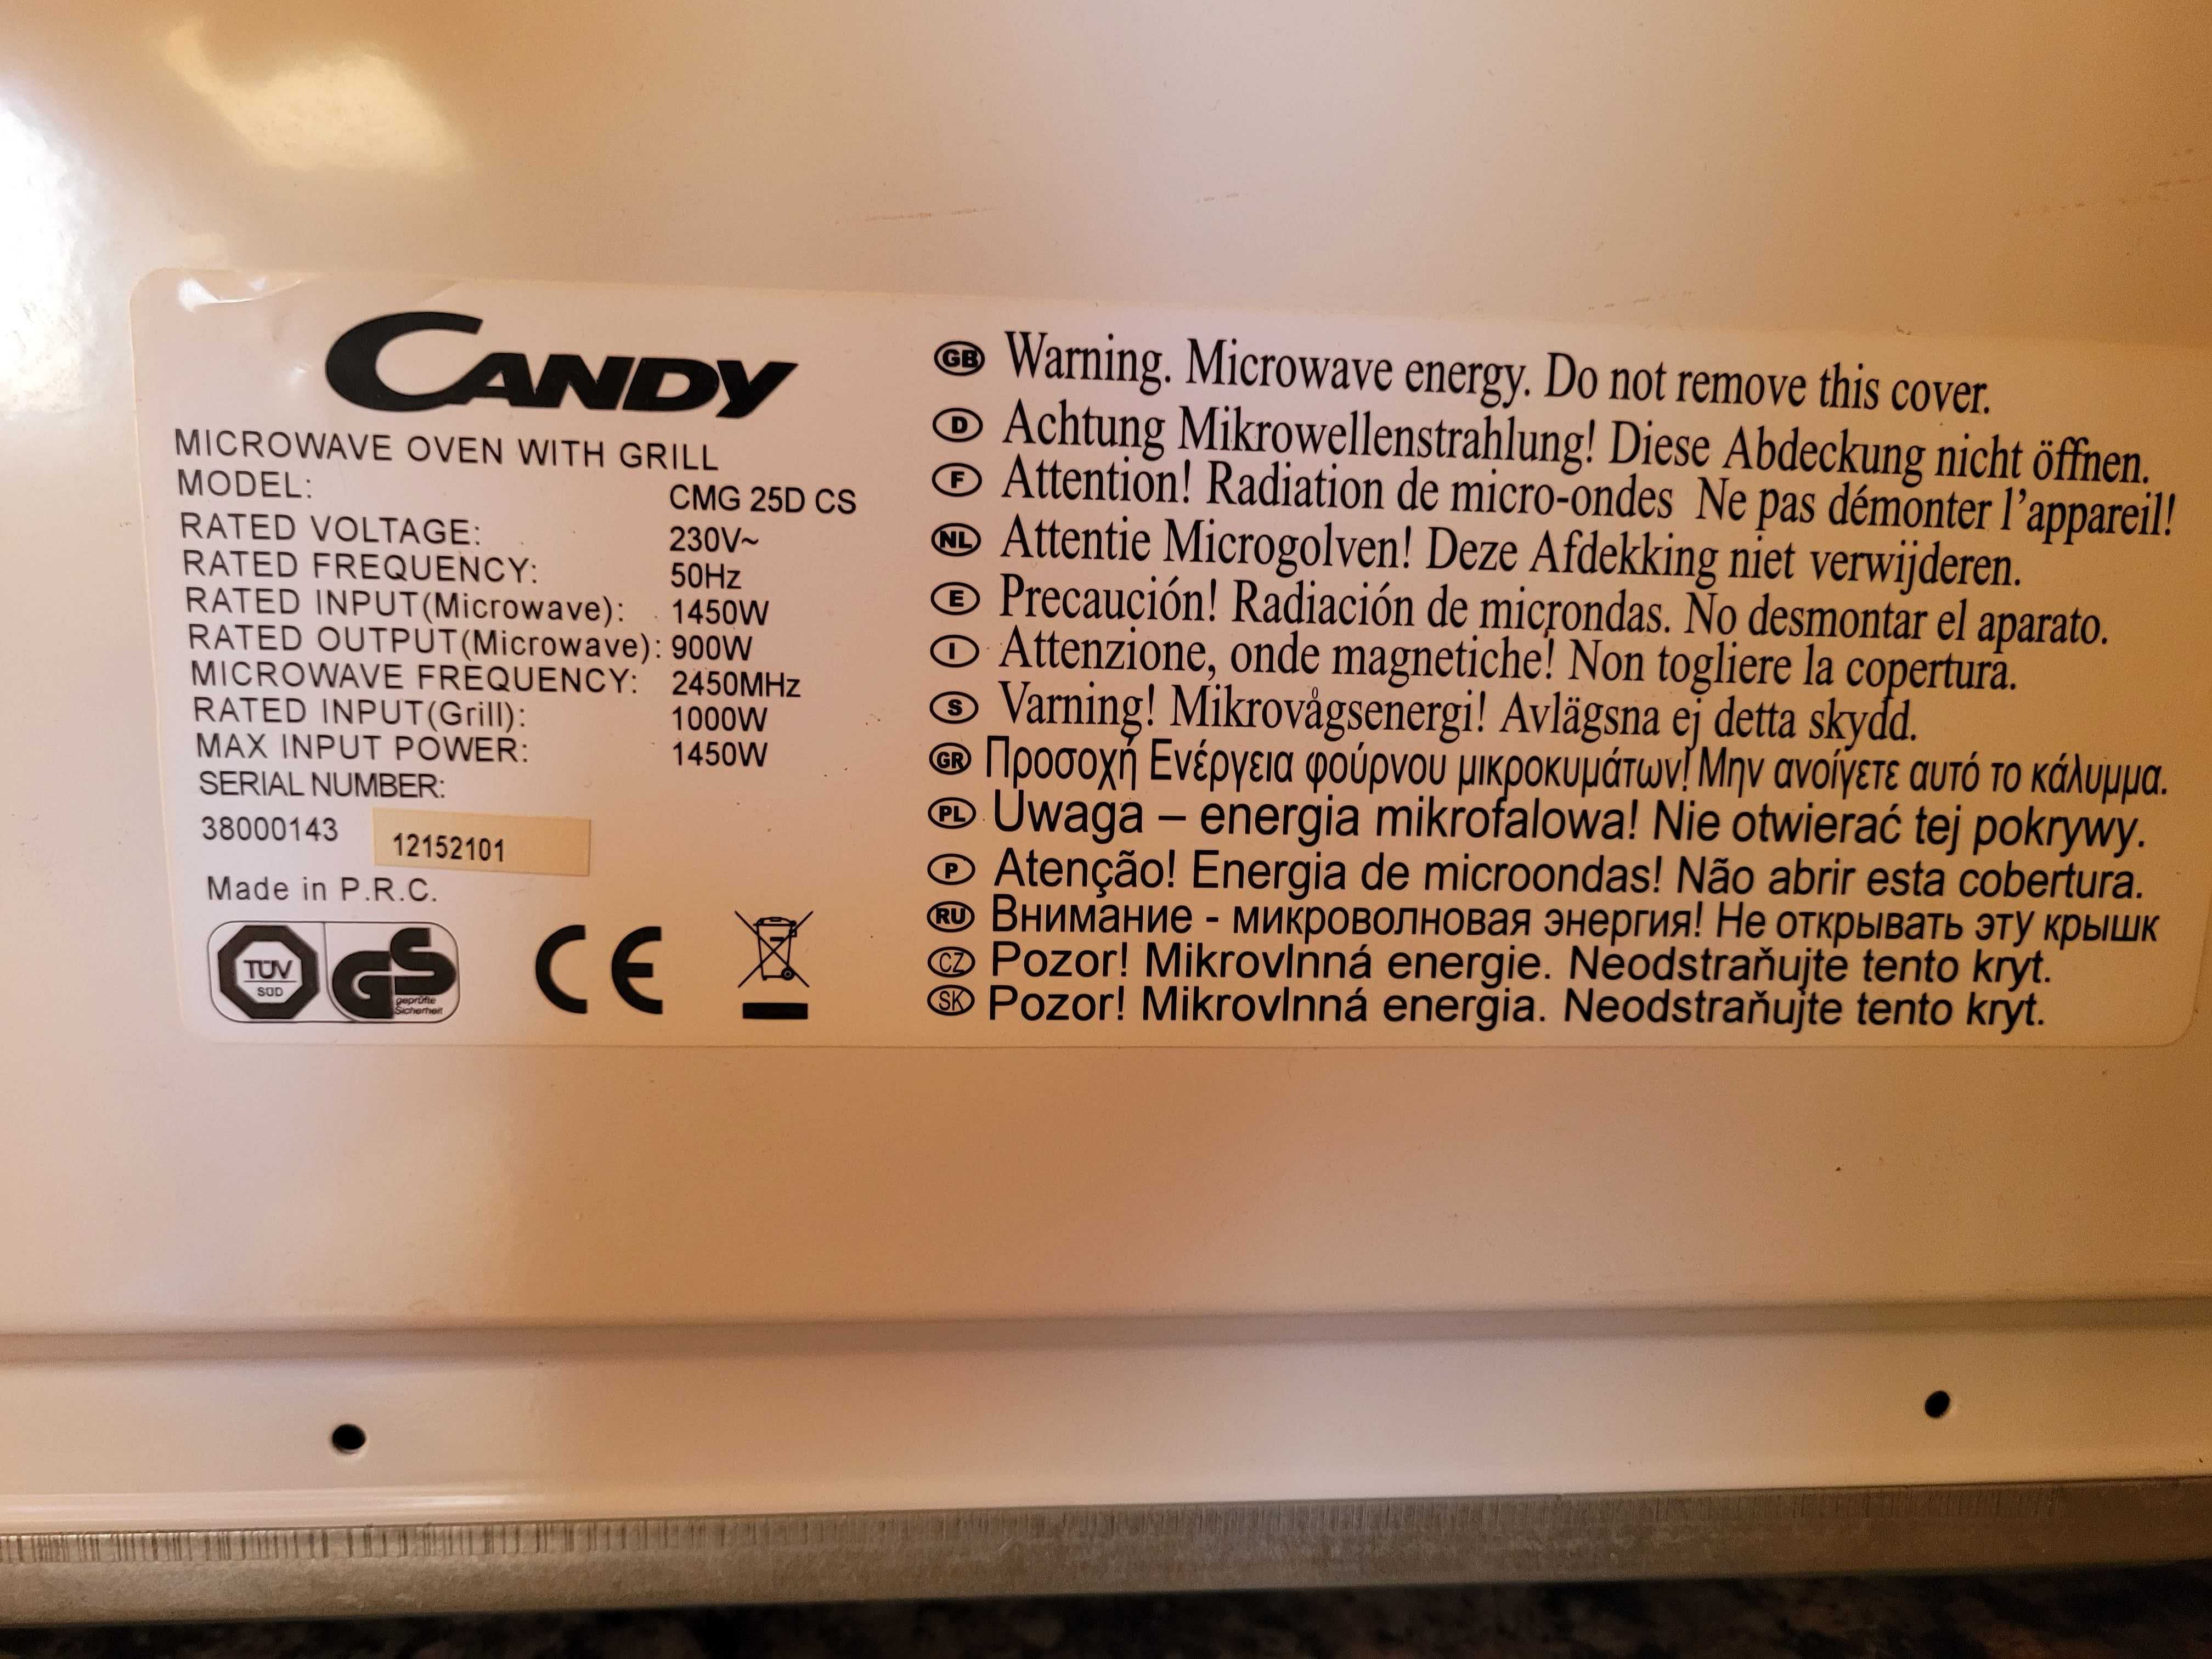 CANDY
MICROWAVE OVEN WITH GRILL
MODEL: CMG 25D CS
RATED VOLTAGE: 230V~
RATED FREQUENCY: 50Hz
RATED INPUT(Microwave): 1450W
RATED OUTPUT(Microwave): 900W
MICROWAVE FREQUENCY: 2450MHz
RATED INPUT(Grill): 1000W
MAX INPUT POWER: 1450W
SERIAL NUMBER:
38000143 12152101
Made in P.R.C.
TÜV
SÜD
GS
geprüfte
Sicherheit
CE
GB Warning. Microwave energy. Do not remove this cover.
D Achtung Mikrowellenstrahlung! Diese Abdeckung nicht öffnen.
F Attention! Radiation de micro-ondes Ne pas démonter l'appareil!
NL Attentie Microgolven! Deze Afdekking niet verwijderen.
E Precaución! Radiación de microndas. No desmontar el aparato.
I Attenzione, onde magnetiche! Non togliere la copertura.
S Varning! Mikrovågsenergi! Avlägsna ej detta skydd.
GR Προσοχή Ενέργεια φούρνου μικροκυμάτων! Μην ανοίγετε αυτό το κάλυμμα.
PL Uwaga – energia mikrofalowa! Nie otwierać tej pokrywy.
P Atenção! Energia de microondas! Não abrir esta cobertura.
RU Внимание - микроволновая энергия! Не открывать эту крышк
CZ Pozor! Mikrovlnná energie. Neodstraňujte tento kryt.
SK Pozor! Mikrovlnná energia. Neodstraňujte tento kryt.